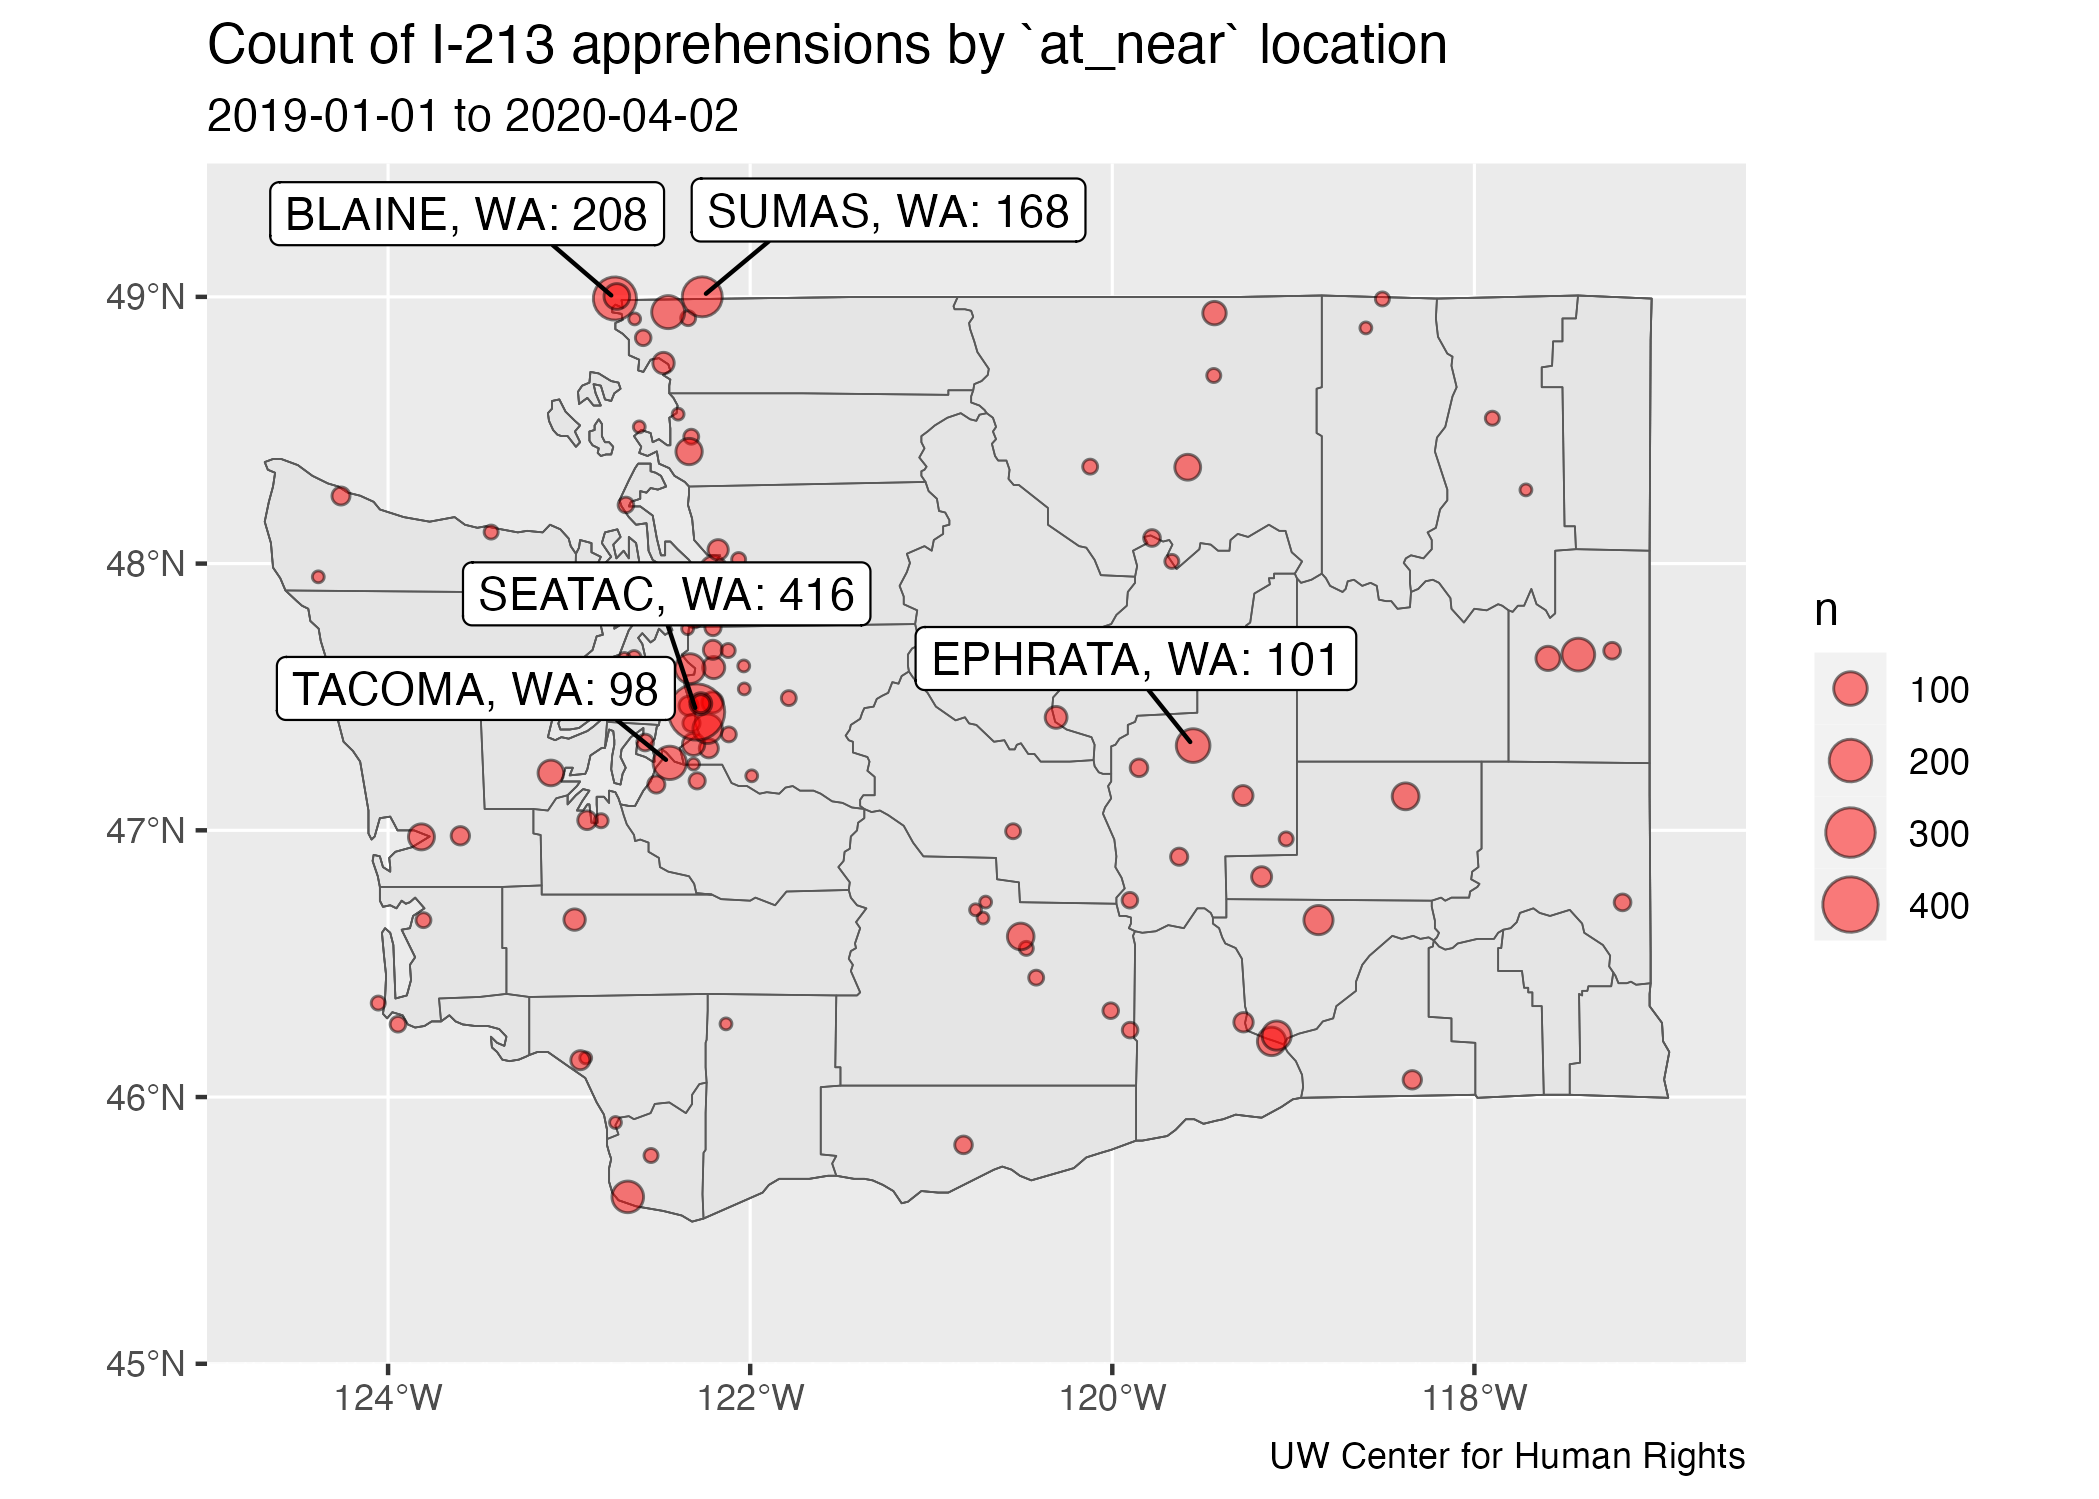 Count of I-213 apprehensions by `at_near` location
2019-01-01 to 2020-04-02
BLAINE, WA: 208
SUMAS, WA: 168
SEATAC, WA: 416
EPHRATA, WA: 101
TACOMA, WA: 98
49°N
48°N
47°N
46°N
45°N
124°W
122°W
120°W
118°W
n
100
200
300
400
UW Center for Human Rights